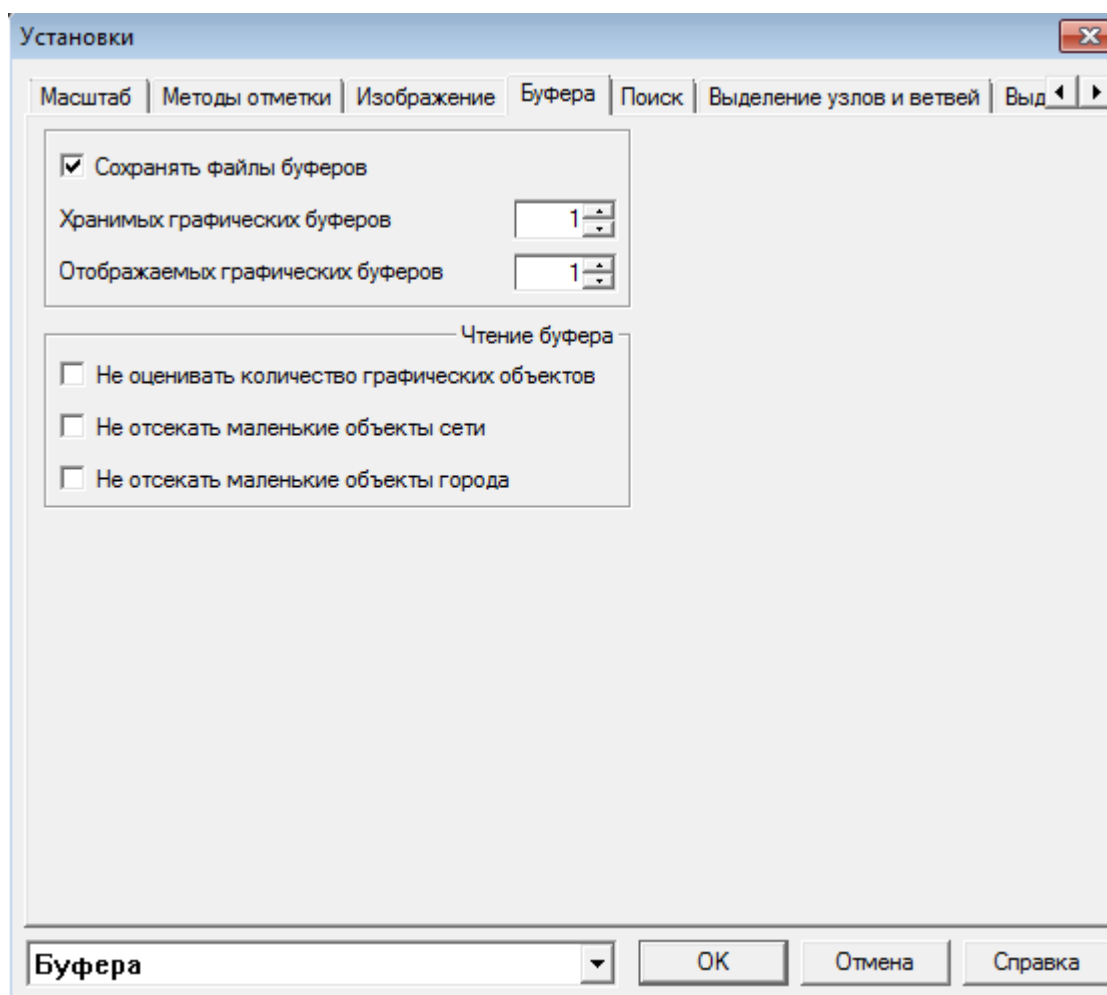 Установки
Масштаб Методы отметки Изображение Буфера Поиск Выделение узлов и ветвей Выд
Сохранять файлы буферов
Хранимых графических буферов 1
Отображаемых графических буферов 1
Чтение буфера
Не оценивать количество графических объектов
Не отсекать маленькие объекты сети
Не отсекать маленькие объекты города
Буфера OK Отмена Справка